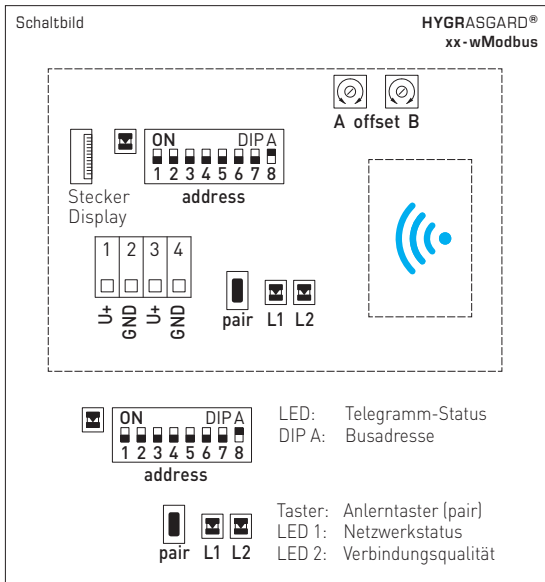 Schaltbild
HYGRASGARD®
xx-wModbus
A offset B
ON DIP A
1 2 3 4 5 6 7 8
address
Stecker
Display
1 2 3 4
U+ GND U+ GND
pair L1 L2
ON DIP A
1 2 3 4 5 6 7 8
address
LED: Telegramm-Status
DIP A: Busadresse
pair L1 L2
Taster: Anlerntaster (pair)
LED 1: Netzwerkstatus
LED 2: Verbindungsqualität